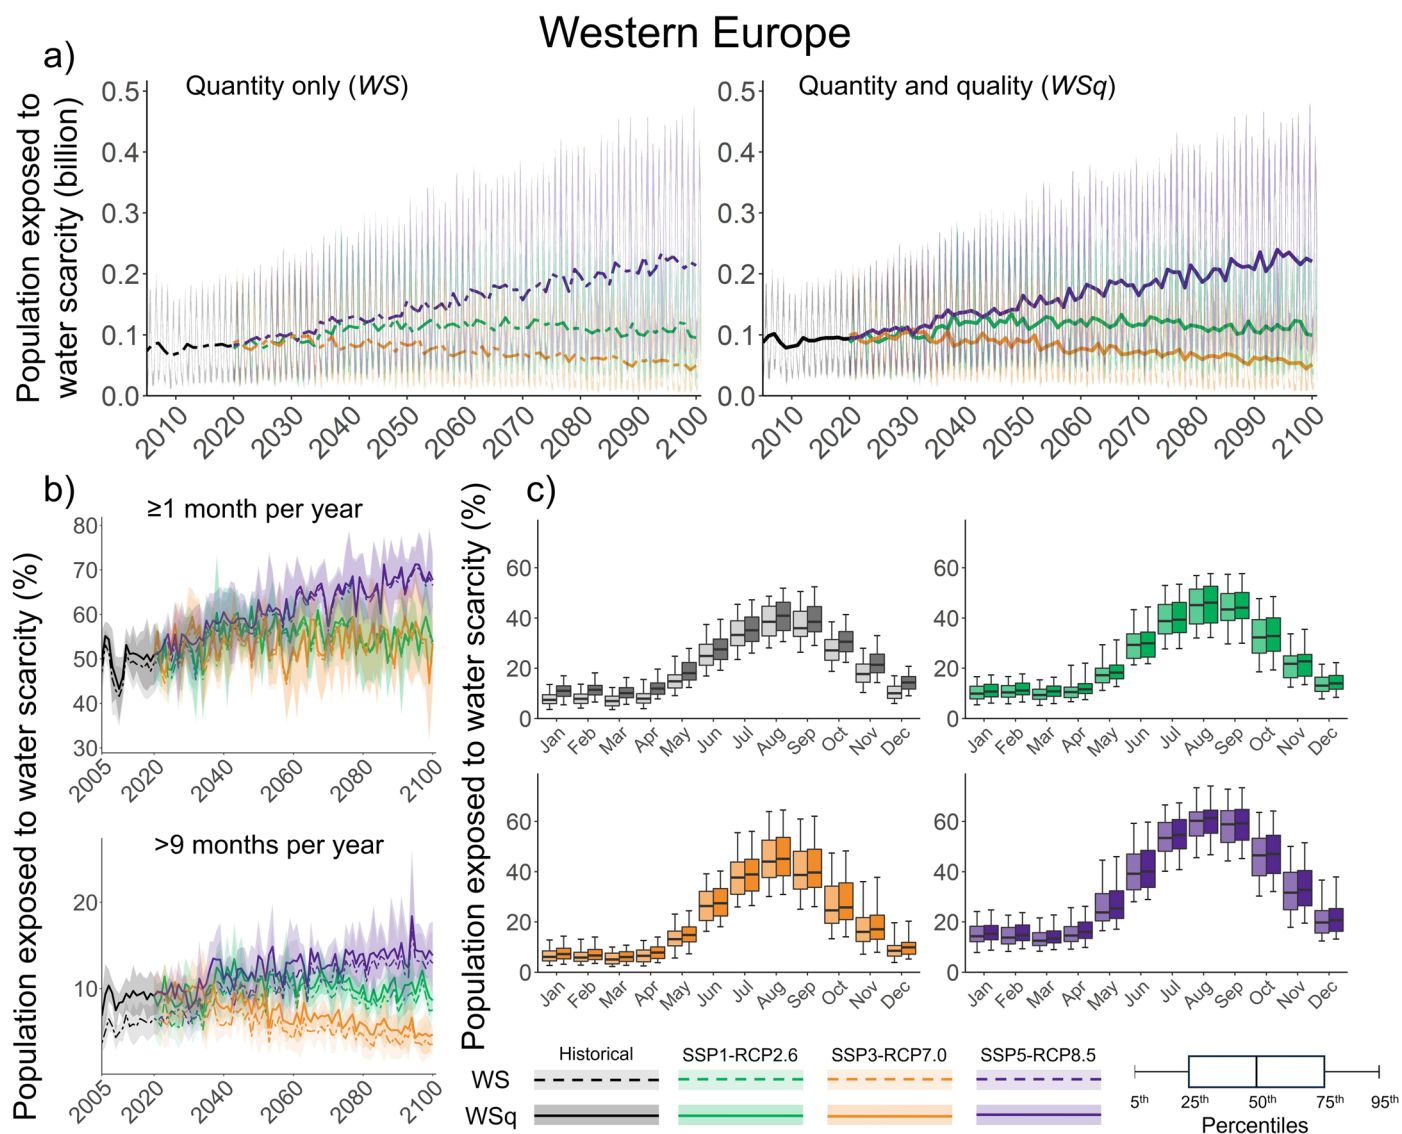 Western Europe
a)
Population exposed to
water scarcity (billion)
Quantity only (WS)
0.5
0.4
0.3
0.2
0.1
0.0
2010 2020 2030 2040 2050 2060 2070 2080 2090 2100
Quantity and quality (WSq)
0.5
0.4
0.3
0.2
0.1
0.0
2010 2020 2030 2040 2050 2060 2070 2080 2090 2100
b)
Population exposed to water scarcity (%)
≥1 month per year
80
70
60
50
40
30
2005 2020 2040 2060 2080 2100
>9 months per year
20
10
2005 2020 2040 2060 2080 2100
c)
Population exposed to water scarcity (%)
60
40
20
0
Jan Feb Mar Apr May Jun Jul Aug Sep Oct Nov Dec
60
40
20
0
Jan Feb Mar Apr May Jun Jul Aug Sep Oct Nov Dec
60
40
20
0
Jan Feb Mar Apr May Jun Jul Aug Sep Oct Nov Dec
60
40
20
0
Jan Feb Mar Apr May Jun Jul Aug Sep Oct Nov Dec
Historical SSP1-RCP2.6 SSP3-RCP7.0 SSP5-RCP8.5
WS
WSq
5th 25th 50th 75th 95th
Percentiles